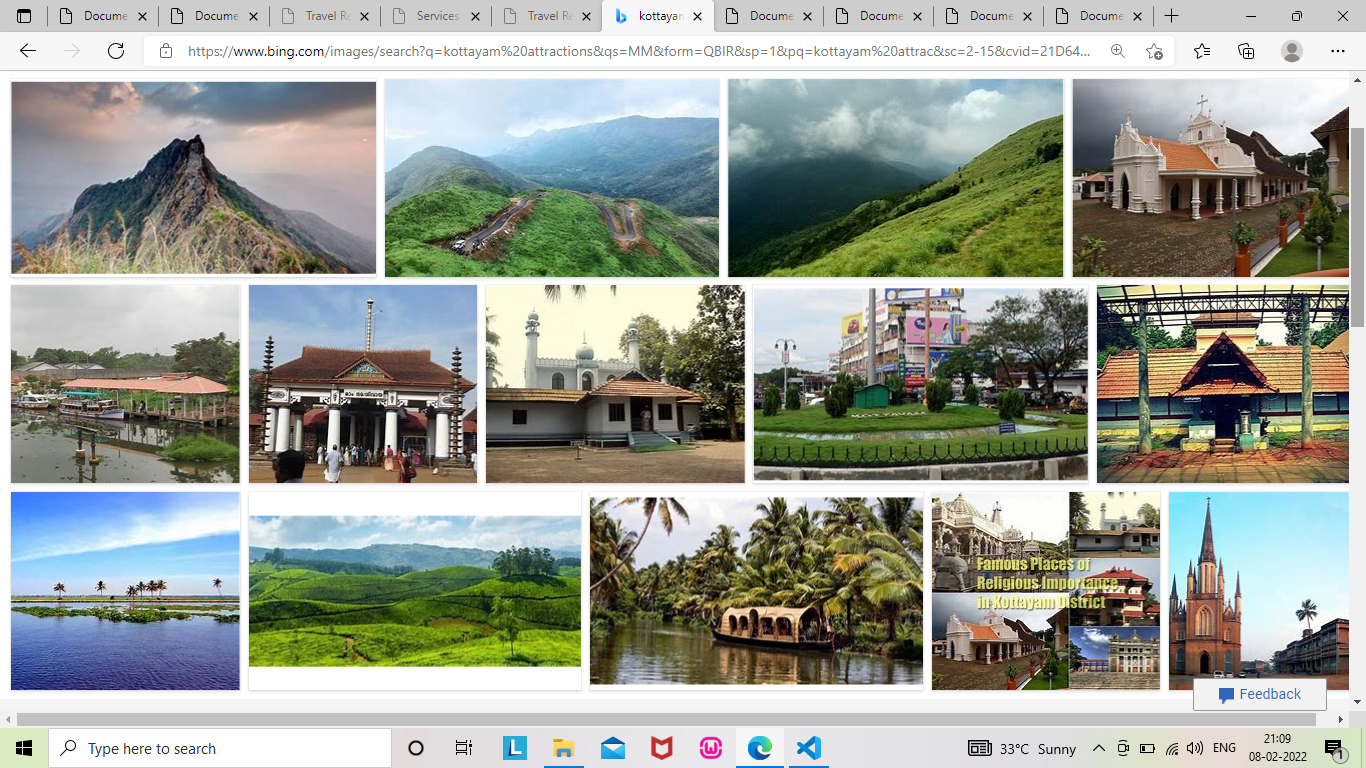 Docume
Docume
Travel Re
Services
Travel Re
kottayam
Docume
Docume
Docume
Docume
https://www.bing.com/images/search?q=kottayam%20attractions&qs=MM&form=QBIR&sp=1&pq=kottayam%20attrac&sc=2-15&cvid=21D64...
ഓം നമഃശിവായ
Famous Places of
Religious Importance
in Kottayam District
Feedback
Type here to search
L
33°C Sunny
ENG
21:09
08-02-2022
1